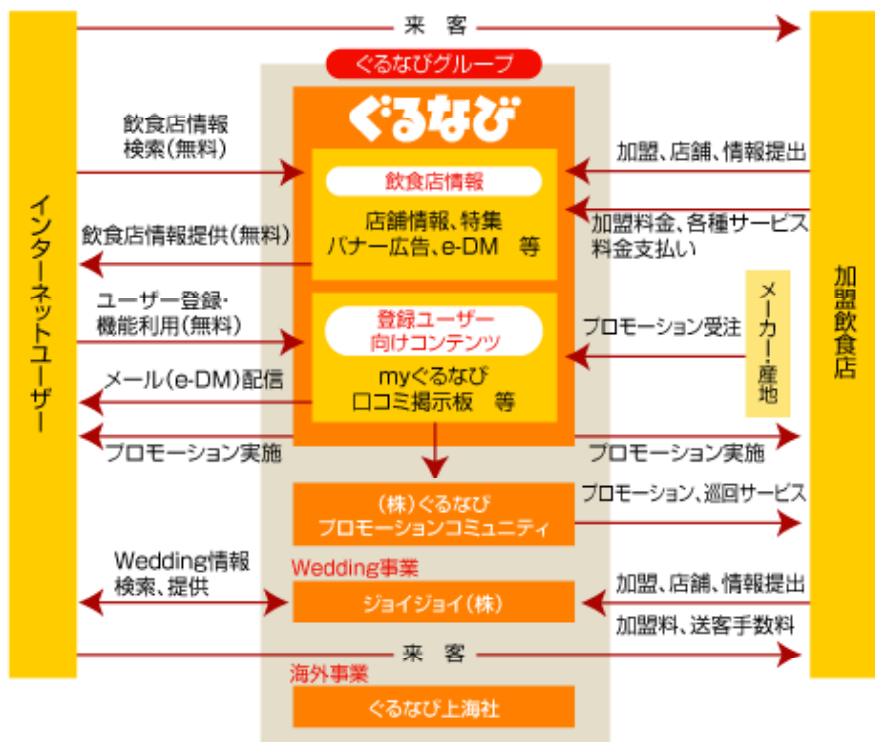 来 客
ぐるなびグループ
ぐるなび
飲食店情報
検索(無料)
加盟、店舗、情報提出
飲食店情報
店舗情報、特集
バナー広告、e-DM 等
飲食店情報提供(無料)
加盟料金、各種サービス
料金支払い
インターネットユーザー
加盟飲食店
メーカー・産地
ユーザー登録・
機能利用(無料)
登録ユーザー
向けコンテンツ
プロモーション受注
myぐるなび
口コミ掲示板 等
メール(e-DM)配信
プロモーション実施
プロモーション実施
(株)ぐるなび
プロモーションコミュニティ
プロモーション、巡回サービス
Wedding情報
検索、提供
Wedding事業
ジョイジョイ(株)
加盟、店舗、情報提出
加盟料、送客手数料
来 客
海外事業
ぐるなび上海社